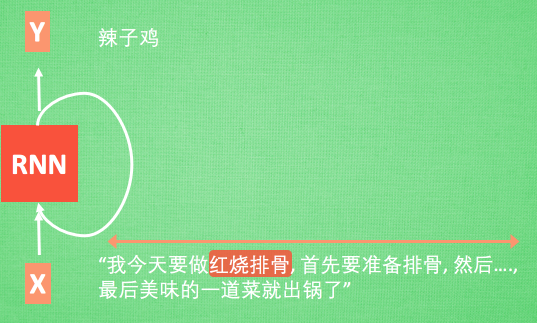 Y
辣子鸡
RNN
X
“我今天要做红烧排骨, 首先要准备排骨, 然后....,
最后美味的一道菜就出锅了”